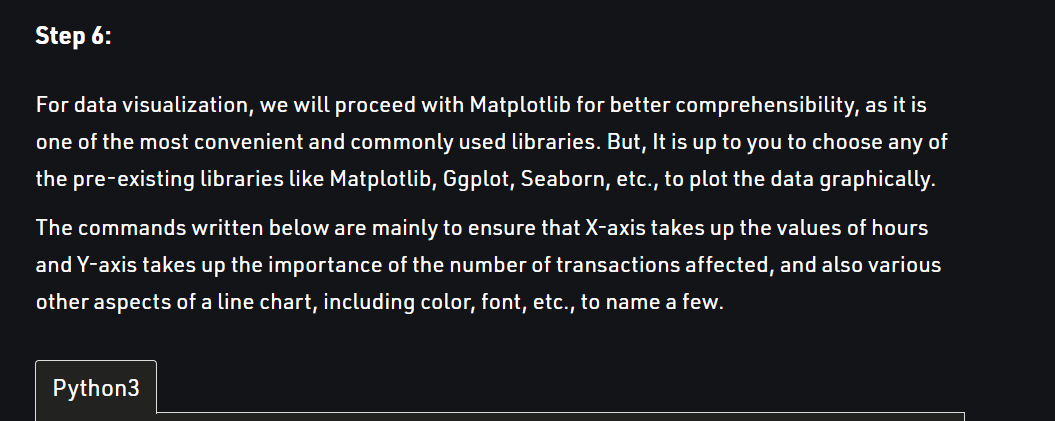 Step 6:
For data visualization, we will proceed with Matplotlib for better comprehensibility, as it is
one of the most convenient and commonly used libraries. But, It is up to you to choose any of
the pre-existing libraries like Matplotlib, Ggplot, Seaborn, etc., to plot the data graphically.
The commands written below are mainly to ensure that X-axis takes up the values of hours
and Y-axis takes up the importance of the number of transactions affected, and also various
other aspects of a line chart, including color, font, etc., to name a few.
Python3